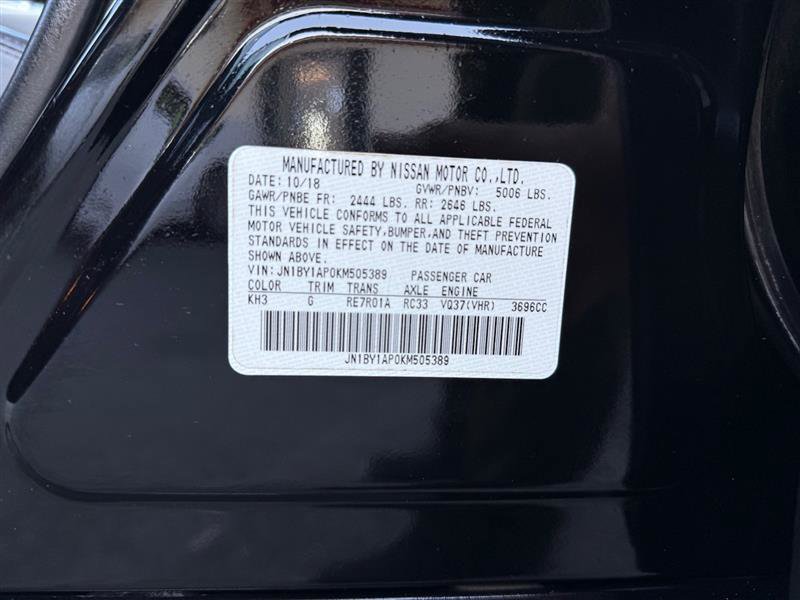 MANUFACTURED BY NISSAN MOTOR CO.,LTD.
DATE: 10/18 GVWR/PNBV: 5006 LBS.
GAWR/PNBE FR: 2444 LBS. RR: 2646 LBS.
THIS VEHICLE CONFORMS TO ALL APPLICABLE FEDERAL
MOTOR VEHICLE SAFETY,BUMPER,AND THEFT PREVENTION
STANDARDS IN EFFECT ON THE DATE OF MANUFACTURE
SHOWN ABOVE.
VIN: JN1BY1AP0KM505389 PASSENGER CAR
COLOR TRIM TRANS AXLE ENGINE
KH3 G RE7R01A RC33 VQ37(VHR) 3696CC
JN1BY1AP0KM505389